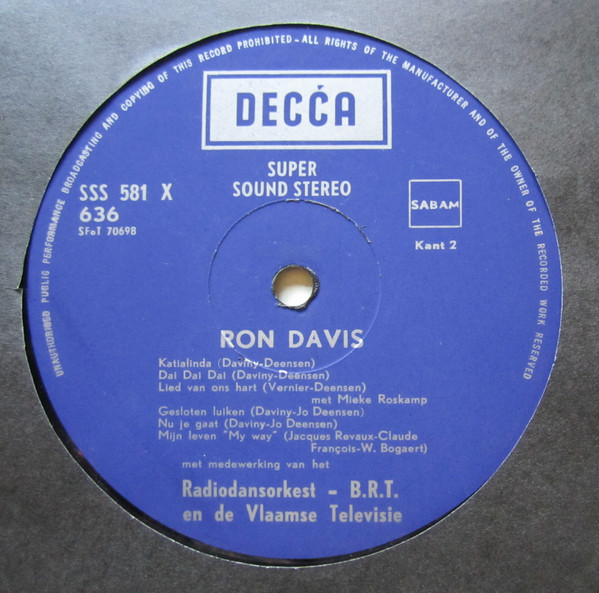 UNAUTHORISED PUBLIC PERFORMANCE BROADCASTING AND COPYING OF THIS RECORD PROHIBITED-ALL RIGHTS OF THE MANUFACTURER AND OF THE OWNER OF THE RECORDED WORK RESERVED
DECCA
SUPER
SOUND STEREO
SSS 581 X
636
SFoT 7069B
SABAM
Kant 2
RON DAVIS
Katialinda (Daviny-Deensen)
Dai Dai Dai (Daviny-Deensen)
Lied van ons hart (Vernier-Deensen)
met Mieke Roskamp
Gesloten luiken (Daviny-Jo Deensen)
Nu je gaat (Daviny-Jo Deensen)
Mijn leven "My way" (Jacques Revaux-Claude
François-W. Bogaert)
met medewerking van het
Radiodansorkest - B.R.T.
en de Vlaamse Televisie